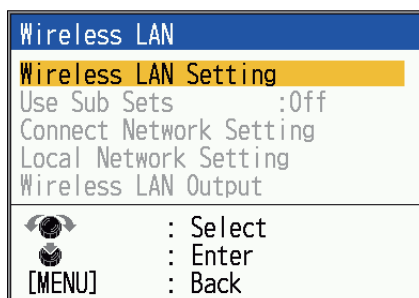 Wireless LAN
Wireless LAN Setting
Use Sub Sets :Off
Connect Network Setting
Local Network Setting
Wireless LAN Output
: Select
: Enter
[MENU] : Back